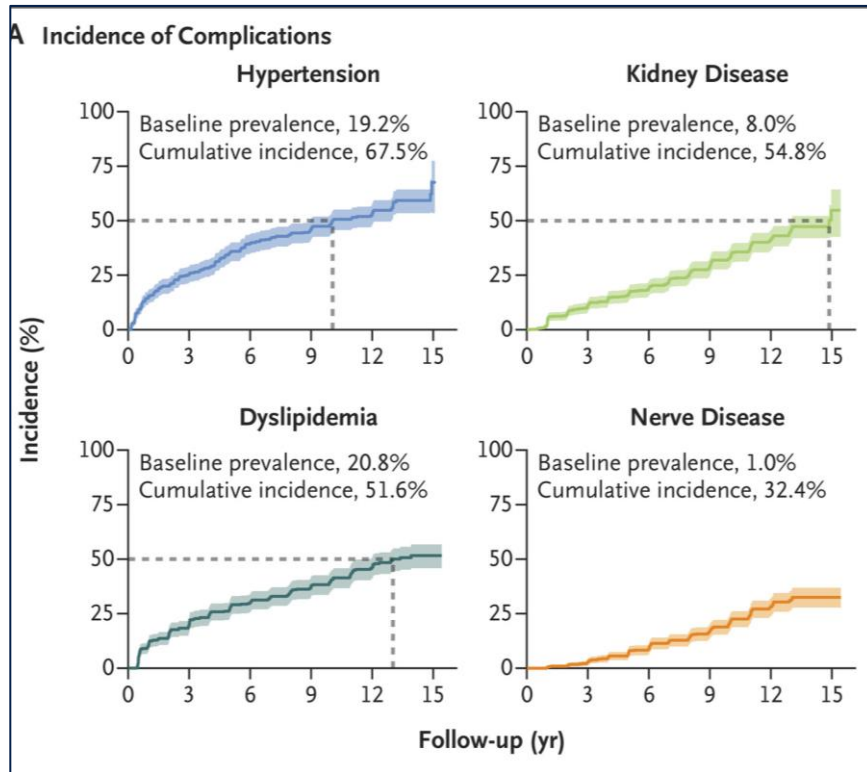 A Incidence of Complications
Hypertension
Baseline prevalence, 19.2%
Cumulative incidence, 67.5%
100
75
50
25
0
0 3 6 9 12 15
Kidney Disease
Baseline prevalence, 8.0%
Cumulative incidence, 54.8%
100
75
50
25
0
0 3 6 9 12 15
Incidence (%)
Dyslipidemia
Baseline prevalence, 20.8%
Cumulative incidence, 51.6%
100
75
50
25
0
0 3 6 9 12 15
Nerve Disease
Baseline prevalence, 1.0%
Cumulative incidence, 32.4%
100
75
50
25
0
0 3 6 9 12 15
Follow-up (yr)